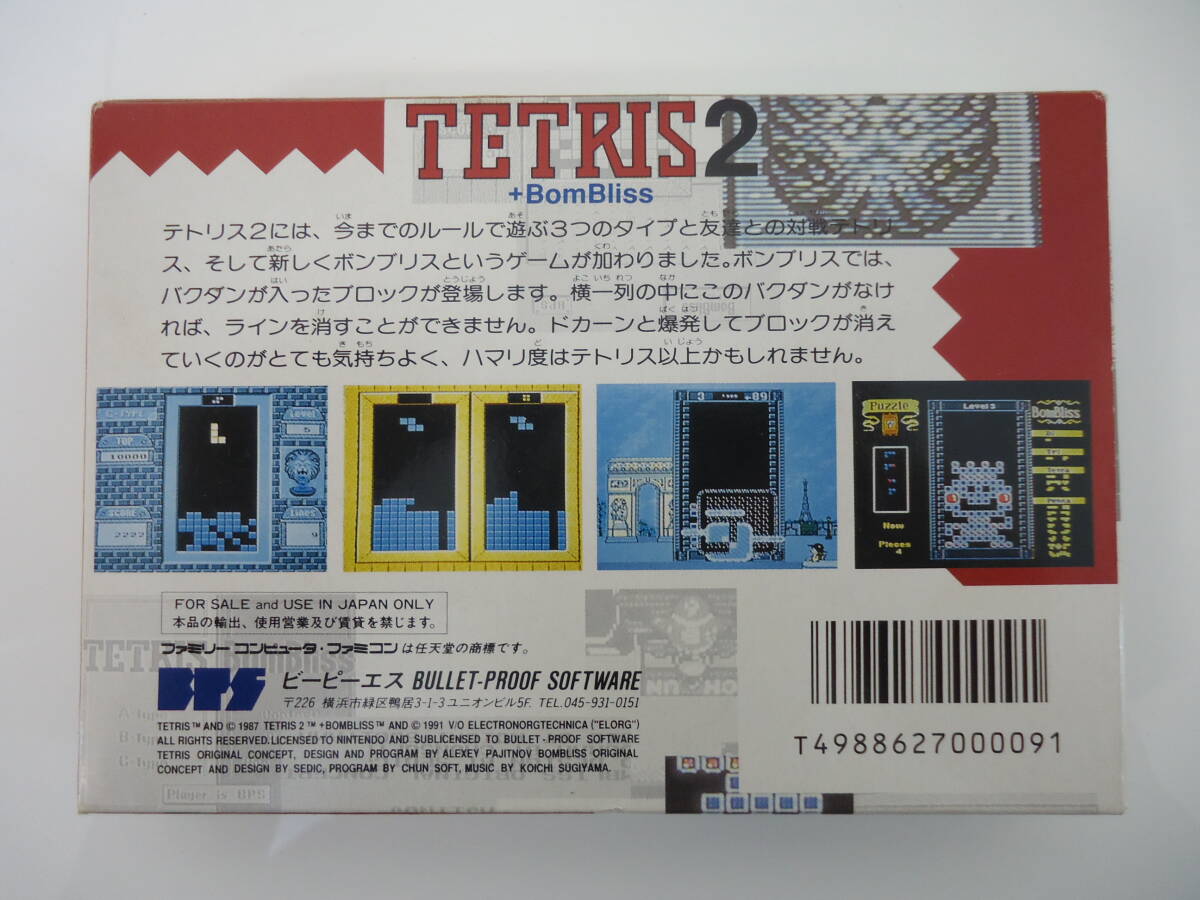 TETRIS 2
+BomBliss
テトリス2には、今までのルールで遊ぶ3つのタイプと友達との対戦テトリ
ス、そして新しくボンブリスというゲームが加わりました。ボンブリスでは、
バクダンが入ったブロックが登場します。横一列の中にこのバクダンがなけ
れば、ラインを消すことができません。ドカーンと爆発してブロックが消え
ていくのがとても気持ちよく、ハマリ度はテトリス以上かもしれません。
C-TYPE
TOP
10000
SCORE
2222
Level
5
Lines
9
3
89
Puzzle
Now
Pieces
4
Level 3
BomBliss
Tri
Tetra
Penta
FOR SALE and USE IN JAPAN ONLY
本品の輸出、使用営業及び賃貸を禁じます。
ファミリーコンピュータ・ファミコンは任天堂の商標です。
BPS ビーピーエス BULLET-PROOF SOFTWARE
〒226 横浜市緑区鴨居3-1-3ユニオンビル5F. TEL.045-931-0151
TETRIS™ AND © 1987 TETRIS 2™ +BOMBLISS™ AND © 1991 V/O ELECTRONORGTECHNICA ("ELORG")
ALL RIGHTS RESERVED.LICENSED TO NINTENDO AND SUBLICENSED TO BULLET-PROOF SOFTWARE
TETRIS ORIGINAL CONCEPT, DESIGN AND PROGRAM BY ALEXEY PAJITNOV BOMBLISS ORIGINAL
CONCEPT AND DESIGN BY SEDIC, PROGRAM BY CHUN SOFT, MUSIC BY KOICHI SUGIYAMA.
Player is BPS
T4988627000091